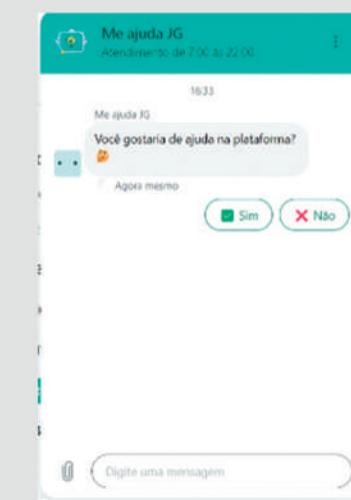 Me ajuda JG
Atendimento de 7:00 às 22:00
16:33
Me ajuda JG
Você gostaria de ajuda na plataforma?
🤔
Agora mesmo
Sim
Não
Digite uma mensagem